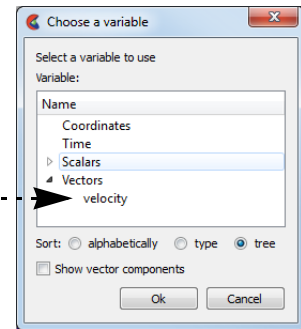 Choose a variable
Select a variable to use
Variable:
Name
Coordinates
Time
Scalars
Vectors
velocity
Sort: alphabetically type tree
Show vector components
Ok Cancel